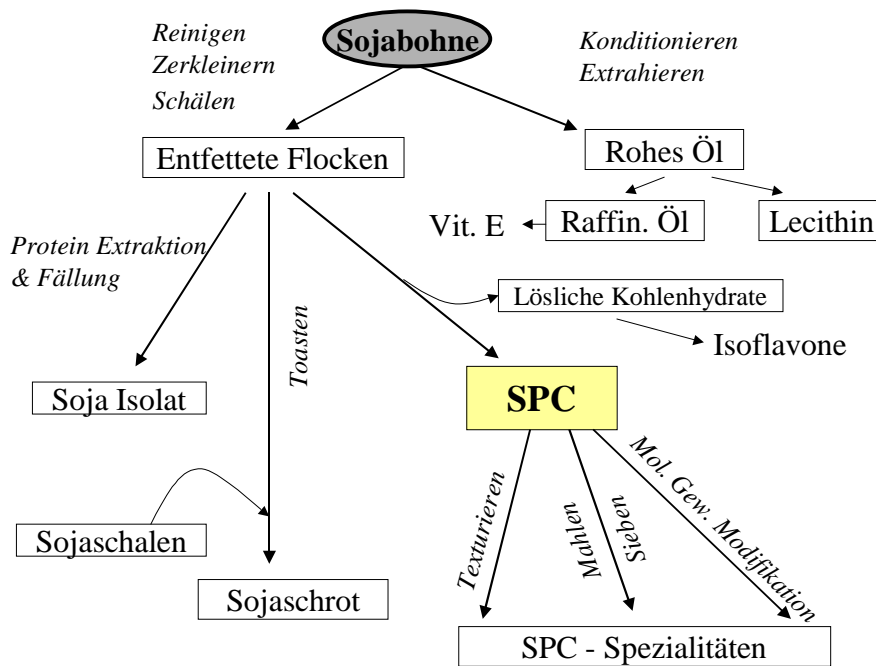 Sojabohne
Reinigen
Zerkleinern
Schälen
Konditionieren
Extrahieren
Entfettete Flocken
Rohes Öl
Vit. E
Raffin. Öl
Lecithin
Protein Extraktion
& Fällung
Toasten
Lösliche Kohlenhydrate
Isoflavone
Soja Isolat
SPC
Sojaschalen
Sojaschrot
Texturieren
Mahlen
Sieben
Mol. Gew. Modifikation
SPC - Spezialitäten